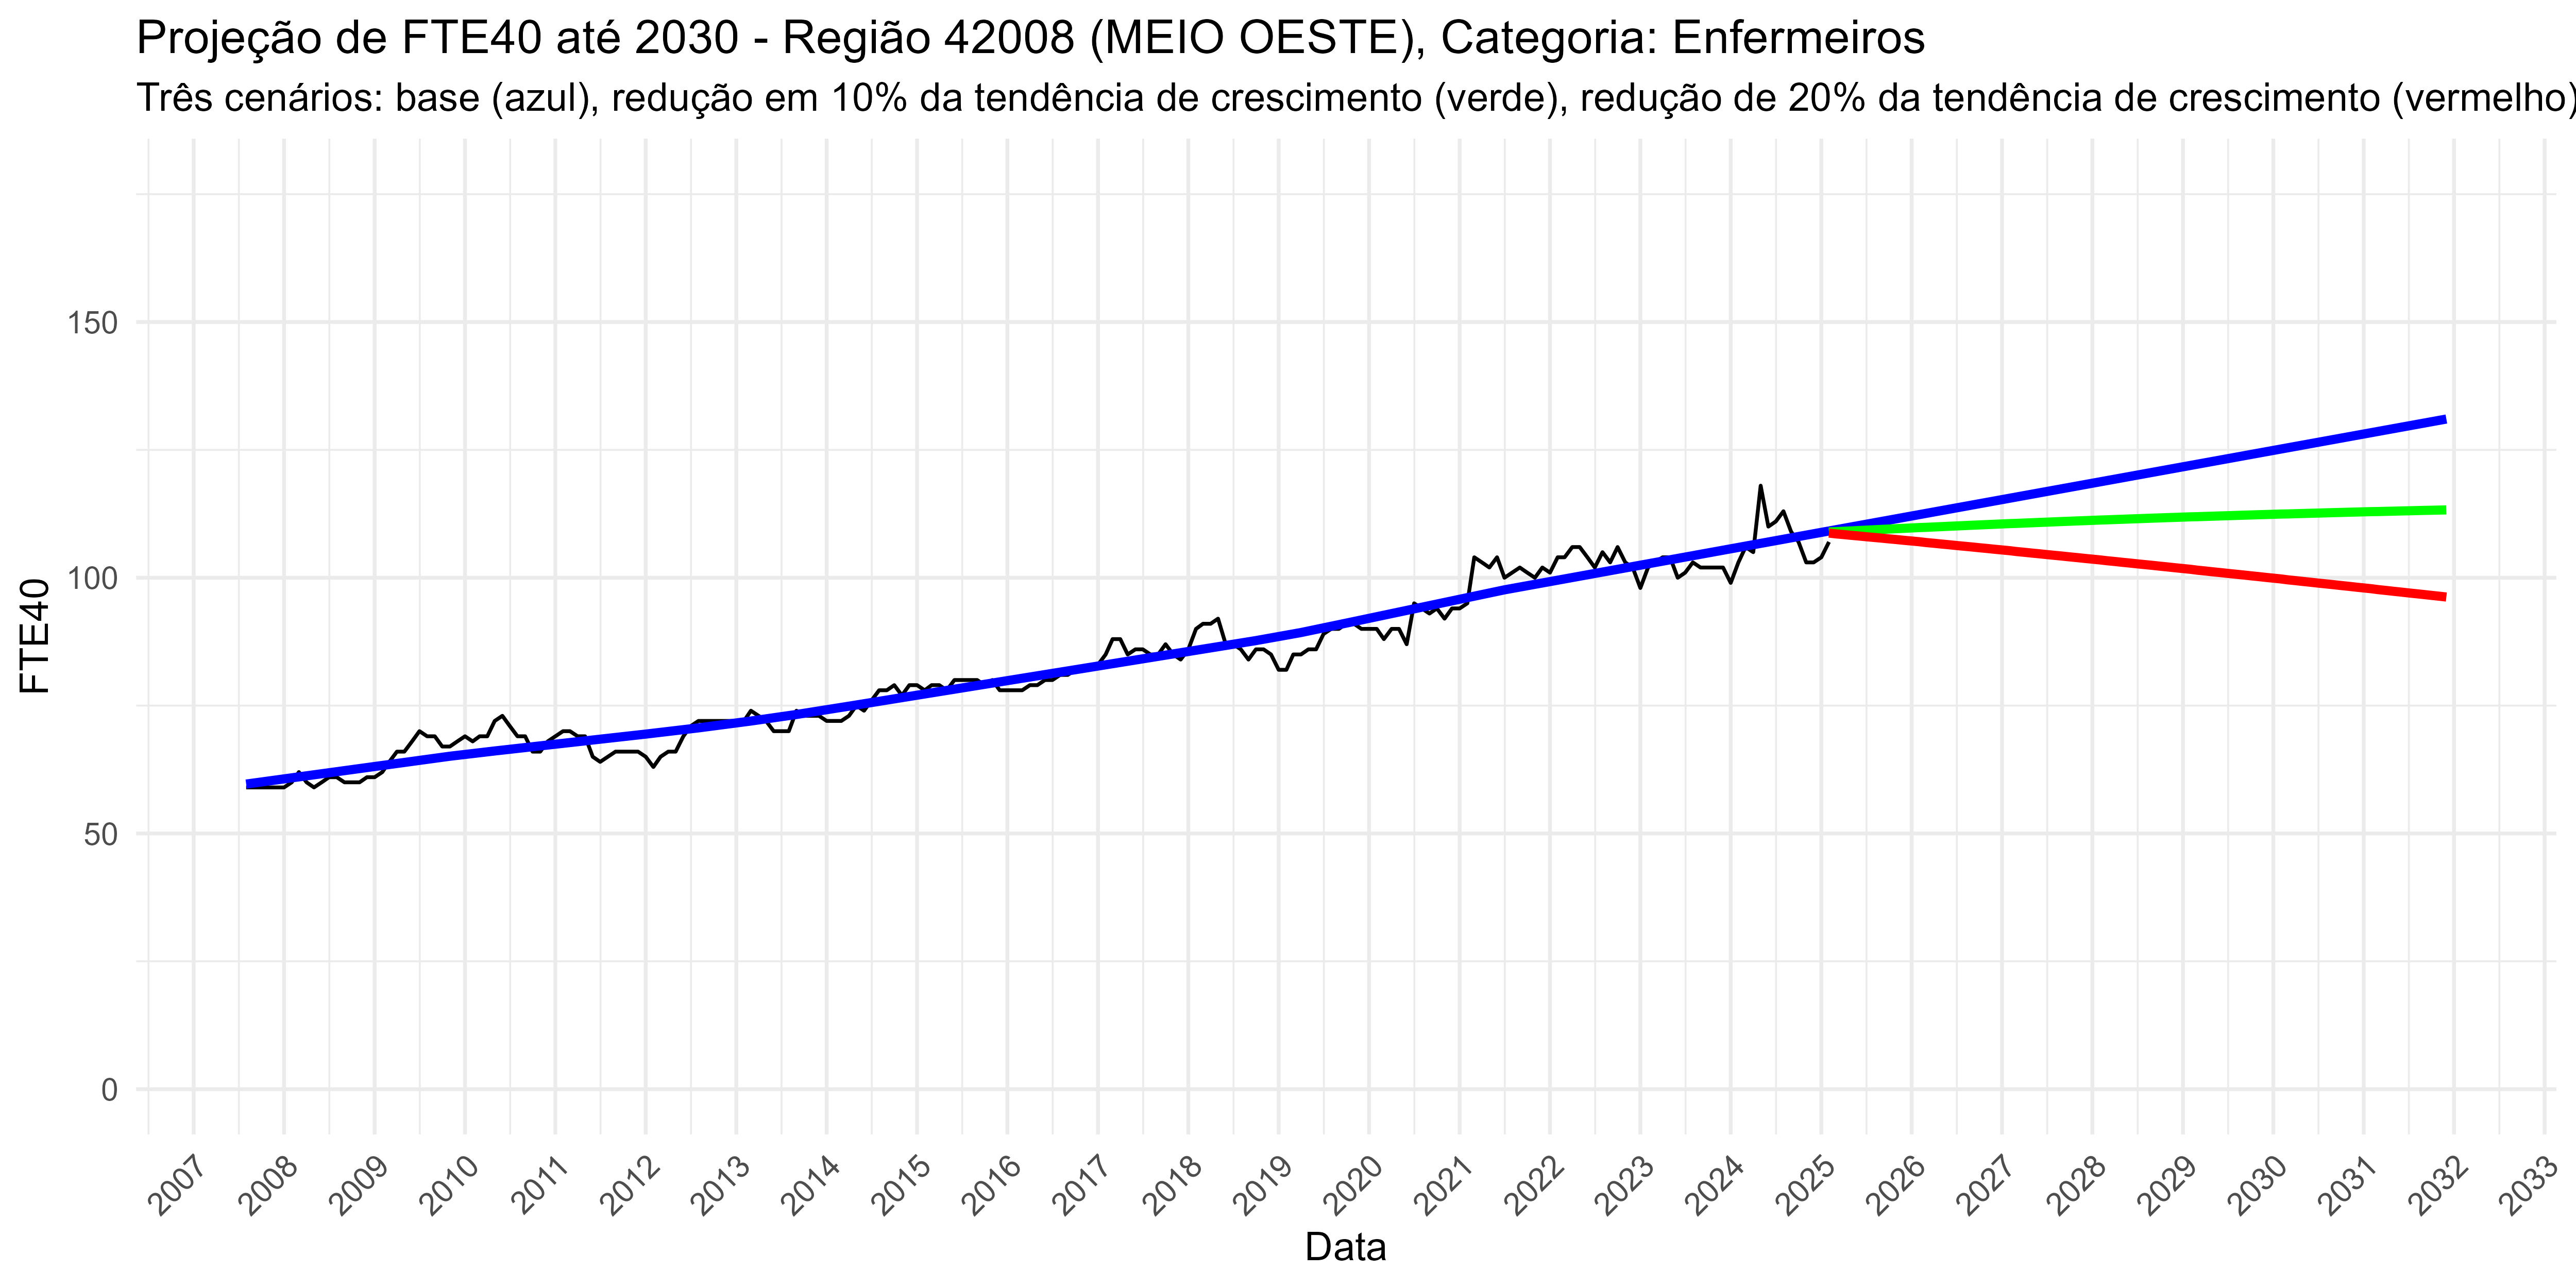 Projeção de FTE40 até 2030 - Região 42008 (MEIO OESTE), Categoria: Enfermeiros
Três cenários: base (azul), redução em 10% da tendência de crescimento (verde), redução de 20% da tendência de crescimento (vermelho)
150
100
50
0
FTE40
2007 2008 2009 2010 2011 2012 2013 2014 2015 2016 2017 2018 2019 2020 2021 2022 2023 2024 2025 2026 2027 2028 2029 2030 2031 2032 2033
Data